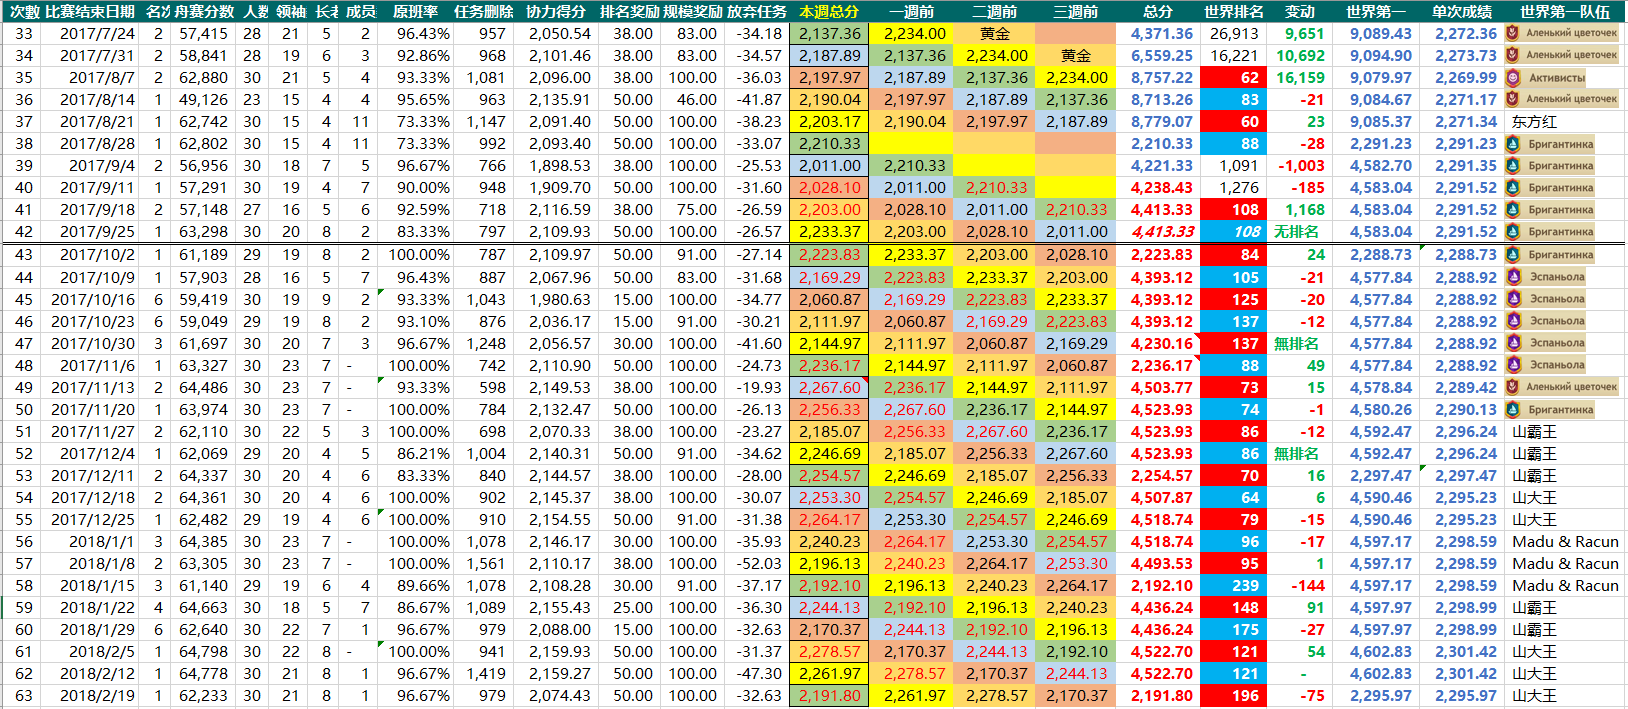 次數 比赛结束日期 名次 舟赛分数 人数 领袖 长老 成员 原班率 任务删除 协力得分 排名奖励 规模奖励 放弃任务 本週总分 一週前 二週前 三週前 总分 世界排名 变动 世界第一 单次成绩 世界第一队伍
33 2017/7/24 2 57,415 28 21 5 2 96.43% 957 2,050.54 38.00 83.00 -34.18 2,137.36 2,234.00 黄金 4,371.36 26,913 9,651 9,089.43 2,272.36 Аленький цветочек
34 2017/7/31 2 58,841 28 19 6 3 92.86% 968 2,101.46 38.00 83.00 -34.57 2,187.89 2,137.36 2,234.00 黄金 6,559.25 16,221 10,692 9,094.90 2,273.73 Аленький цветочек
35 2017/8/7 2 62,880 30 21 5 4 93.33% 1,081 2,096.00 38.00 100.00 -36.03 2,197.97 2,187.89 2,137.36 2,234.00 8,757.22 62 16,159 9,079.97 2,269.99 Активисты
36 2017/8/14 1 49,126 23 15 4 4 95.65% 963 2,135.91 50.00 46.00 -41.87 2,190.04 2,197.97 2,187.89 2,137.36 8,713.26 83 -21 9,084.67 2,271.17 Аленький цветочек
37 2017/8/21 1 62,742 30 15 4 11 73.33% 1,147 2,091.40 50.00 100.00 -38.23 2,203.17 2,190.04 2,197.97 2,187.89 8,779.07 60 23 9,085.37 2,271.34 东方红
38 2017/8/28 1 62,802 30 15 4 11 73.33% 992 2,093.40 50.00 100.00 -33.07 2,210.33 2,210.33 88 -28 2,291.23 2,291.23 Бригантинка
39 2017/9/4 2 56,956 30 18 7 5 96.67% 766 1,898.53 38.00 100.00 -25.53 2,011.00 2,210.33 4,221.33 1,091 -1,003 4,582.70 2,291.35 Бригантинка
40 2017/9/11 1 57,291 30 19 4 7 90.00% 948 1,909.70 50.00 100.00 -31.60 2,028.10 2,011.00 2,210.33 4,238.43 1,276 -185 4,583.04 2,291.52 Бригантинка
41 2017/9/18 2 57,148 27 16 5 6 92.59% 718 2,116.59 38.00 75.00 -26.59 2,203.00 2,028.10 2,011.00 2,210.33 4,413.33 108 1,168 4,583.04 2,291.52 Бригантинка
42 2017/9/25 1 63,298 30 20 8 2 83.33% 797 2,109.93 50.00 100.00 -26.57 2,233.37 2,203.00 2,028.10 2,011.00 4,413.33 108 无排名 4,583.04 2,291.52 Бригантинка
43 2017/10/2 1 61,189 29 19 8 2 100.00% 787 2,109.97 50.00 91.00 -27.14 2,223.83 2,233.37 2,203.00 2,028.10 2,223.83 84 24 2,288.73 2,288.73 Бригантинка
44 2017/10/9 1 57,903 28 16 5 7 96.43% 887 2,067.96 50.00 83.00 -31.68 2,169.29 2,223.83 2,233.37 2,203.00 4,393.12 105 -21 4,577.84 2,288.92 Эспаньола
45 2017/10/16 6 59,419 30 19 9 2 93.33% 1,043 1,980.63 15.00 100.00 -34.77 2,060.87 2,169.29 2,223.83 2,233.37 4,393.12 125 -20 4,577.84 2,288.92 Эспаньола
46 2017/10/23 6 59,049 29 19 8 2 93.10% 876 2,036.17 15.00 91.00 -30.21 2,111.97 2,060.87 2,169.29 2,223.83 4,393.12 137 -12 4,577.84 2,288.92 Эспаньола
47 2017/10/30 3 61,697 30 20 7 3 96.67% 1,248 2,056.57 30.00 100.00 -41.60 2,144.97 2,111.97 2,060.87 2,169.29 4,230.16 137 無排名 4,577.84 2,288.92 Эспаньола
48 2017/11/6 1 63,327 30 23 7 - 100.00% 742 2,110.90 50.00 100.00 -24.73 2,236.17 2,144.97 2,111.97 2,060.87 2,236.17 88 49 4,577.84 2,288.92 Эспаньола
49 2017/11/13 2 64,486 30 23 7 - 93.33% 598 2,149.53 38.00 100.00 -19.93 2,267.60 2,236.17 2,144.97 2,111.97 4,503.77 73 15 4,578.84 2,289.42 Аленький цветочек
50 2017/11/20 1 63,974 30 23 7 - 100.00% 784 2,132.47 50.00 100.00 -26.13 2,256.33 2,267.60 2,236.17 2,144.97 4,523.93 74 -1 4,580.26 2,290.13 Бригантинка
51 2017/11/27 2 62,110 30 22 5 3 100.00% 698 2,070.33 38.00 100.00 -23.27 2,185.07 2,256.33 2,267.60 2,236.17 4,523.93 86 -12 4,592.47 2,296.24 山霸王
52 2017/12/4 1 62,069 29 20 4 5 86.21% 1,004 2,140.31 50.00 91.00 -34.62 2,246.69 2,185.07 2,256.33 2,267.60 4,523.93 86 無排名 4,592.47 2,296.24 山霸王
53 2017/12/11 2 64,337 30 20 4 6 83.33% 840 2,144.57 38.00 100.00 -28.00 2,254.57 2,246.69 2,185.07 2,256.33 2,254.57 70 16 2,297.47 2,297.47 山霸王
54 2017/12/18 2 64,361 30 20 4 6 100.00% 902 2,145.37 38.00 100.00 -30.07 2,253.30 2,254.57 2,246.69 2,185.07 4,507.87 64 6 4,590.46 2,295.23 山大王
55 2017/12/25 1 62,482 29 19 4 6 100.00% 910 2,154.55 50.00 91.00 -31.38 2,264.17 2,253.30 2,254.57 2,246.69 4,518.74 79 -15 4,590.46 2,295.23 山大王
56 2018/1/1 3 64,385 30 23 7 - 100.00% 1,078 2,146.17 30.00 100.00 -35.93 2,240.23 2,264.17 2,253.30 2,254.57 4,518.74 96 -17 4,597.17 2,298.59 Madu & Racun
57 2018/1/8 2 63,305 30 23 7 - 100.00% 1,561 2,110.17 38.00 100.00 -52.03 2,196.13 2,240.23 2,264.17 2,253.30 4,493.53 95 1 4,597.17 2,298.59 Madu & Racun
58 2018/1/15 3 61,140 29 19 6 4 89.66% 1,078 2,108.28 30.00 91.00 -37.17 2,192.10 2,196.13 2,240.23 2,264.17 2,192.10 239 -144 4,597.17 2,298.59 Madu & Racun
59 2018/1/22 4 64,663 30 18 5 7 86.67% 1,089 2,155.43 25.00 100.00 -36.30 2,244.13 2,192.10 2,196.13 2,240.23 4,436.24 148 91 4,597.97 2,298.99 山霸王
60 2018/1/29 6 62,640 30 22 7 1 96.67% 979 2,088.00 15.00 100.00 -32.63 2,170.37 2,244.13 2,192.10 2,196.13 4,436.24 175 -27 4,597.97 2,298.99 山霸王
61 2018/2/5 1 64,798 30 22 8 - 100.00% 941 2,159.93 50.00 100.00 -31.37 2,278.57 2,170.37 2,244.13 2,192.10 4,522.70 121 54 4,602.83 2,301.42 山大王
62 2018/2/12 1 64,778 30 21 8 1 96.67% 1,419 2,159.27 50.00 100.00 -47.30 2,261.97 2,278.57 2,170.37 2,244.13 4,522.70 121 - 4,602.83 2,301.42 山大王
63 2018/2/19 1 62,233 30 21 8 1 96.67% 979 2,074.43 50.00 100.00 -32.63 2,191.80 2,261.97 2,278.57 2,170.37 2,191.80 196 -75 2,295.97 2,295.97 山大王